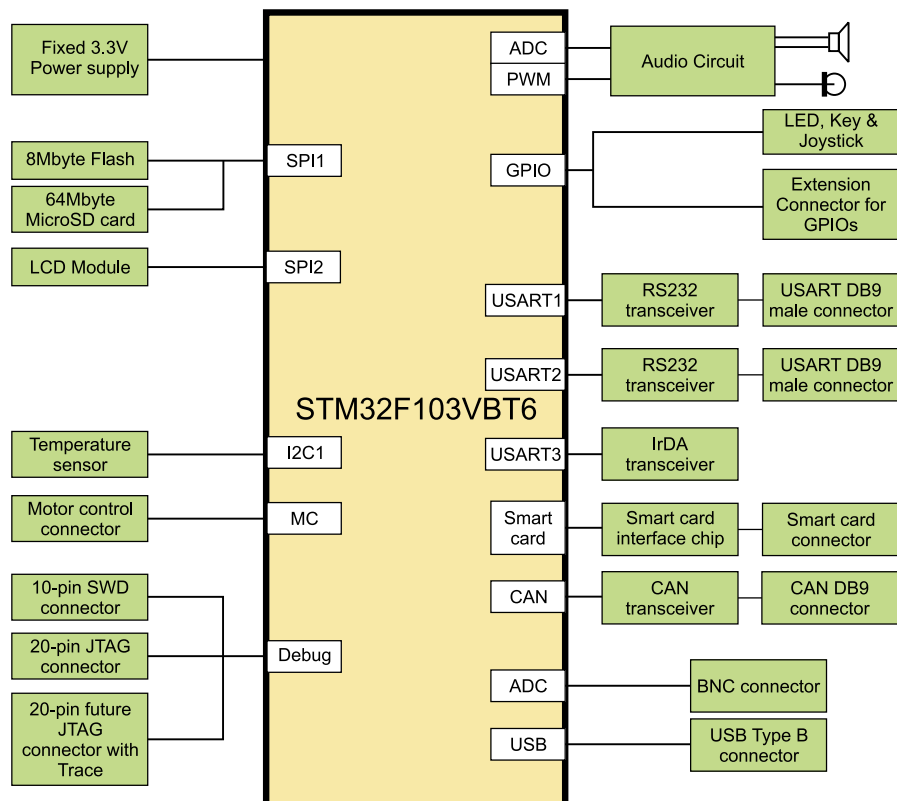 Fixed 3.3V
Power supply
8Mbyte Flash
64Mbyte
MicroSD card
LCD Module
Temperature
sensor
Motor control
connector
10-pin SWD
connector
20-pin JTAG
connector
20-pin future
JTAG
connector with
Trace
SPI1
SPI2
I2C1
MC
Debug
STM32F103VBT6
ADC
PWM
GPIO
USART1
USART2
USART3
Smart
card
CAN
ADC
USB
Audio Circuit
LED, Key &
Joystick
Extension
Connector for
GPIOs
RS232
transceiver
USART DB9
male connector
RS232
transceiver
USART DB9
male connector
IrDA
transceiver
Smart card
interface chip
Smart card
connector
CAN
transceiver
CAN DB9
connector
BNC connector
USB Type B
connector